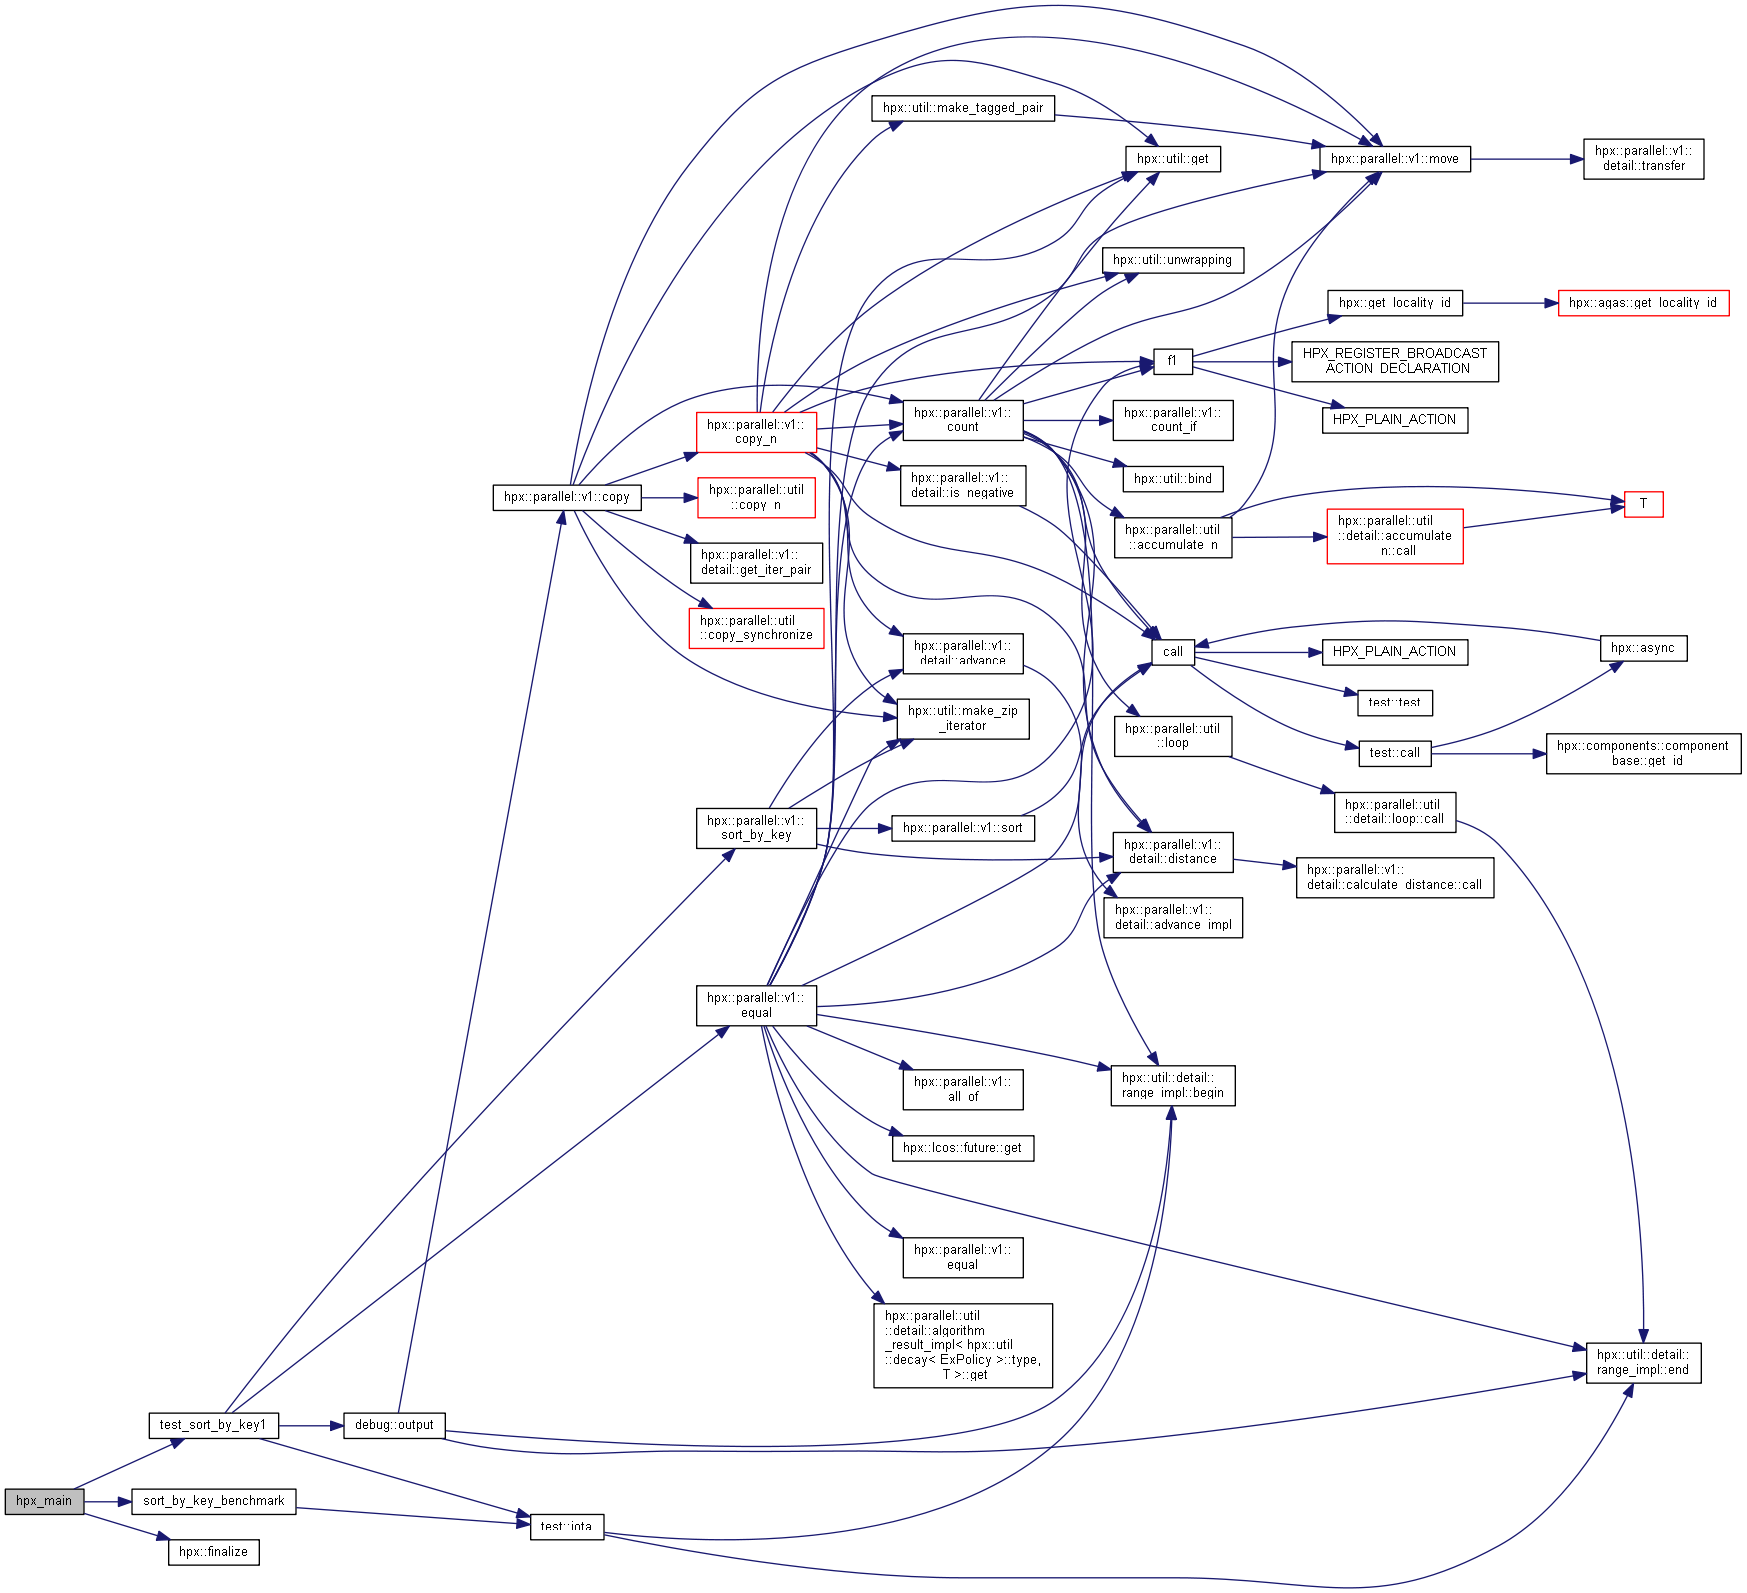 hpx::util::make_tagged_pair
hpx::util::get
hpx::parallel::v1::move
hpx::parallel::v1::
detail::transfer
hpx::util::unwrapping
hpx::get_locality_id
hpx::agas::get_locality_id
f1
HPX_REGISTER_BROADCAST
_ACTION_DECLARATION
HPX_PLAIN_ACTION
hpx::parallel::v1::
copy_n
hpx::parallel::v1::
count
hpx::parallel::v1::
count_if
hpx::parallel::v1::copy
hpx::parallel::util
::copy_n
hpx::parallel::v1::
detail::is_negative
hpx::util::bind
hpx::parallel::util
::accumulate_n
hpx::parallel::util
::detail::accumulate
_n::call
T
hpx::parallel::v1::
detail::get_iter_pair
hpx::parallel::util
::copy_synchronize
hpx::parallel::v1::
detail::advance
hpx::util::make_zip
_iterator
call
HPX_PLAIN_ACTION
hpx::async
test::test
test::call
hpx::components::component
_base::get_id
hpx::parallel::util
::loop
hpx::parallel::util
::detail::loop::call
hpx::parallel::v1::
sort_by_key
hpx::parallel::v1::sort
hpx::parallel::v1::
detail::distance
hpx::parallel::v1::
detail::calculate_distance::call
hpx::parallel::v1::
detail::advance_impl
hpx::parallel::v1::
equal
hpx::parallel::v1::
all_of
hpx::util::detail::
range_impl::begin
hpx::lcos::future::get
hpx::parallel::v1::
equal
hpx::parallel::util
::detail::algorithm
_result_impl< hpx::util
::decay< ExPolicy >::type,
T >::get
hpx::util::detail::
range_impl::end
test_sort_by_key1
debug::output
hpx_main
sort_by_key_benchmark
test::iota
hpx::finalize